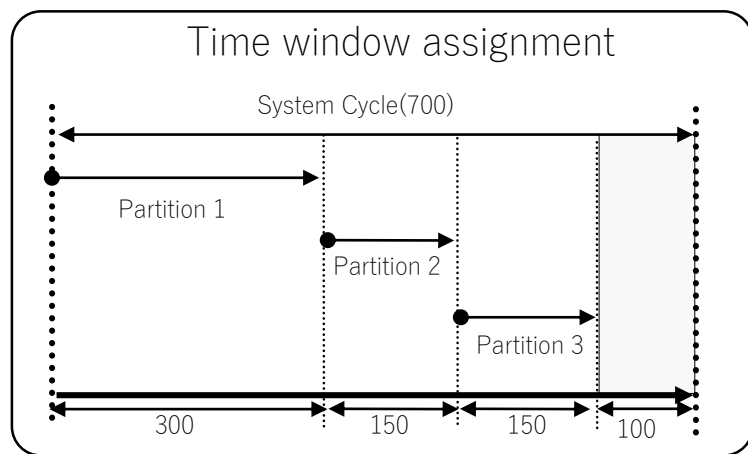 Time window assignment
System Cycle(700)
Partition 1
Partition 2
Partition 3
300
150
150
100